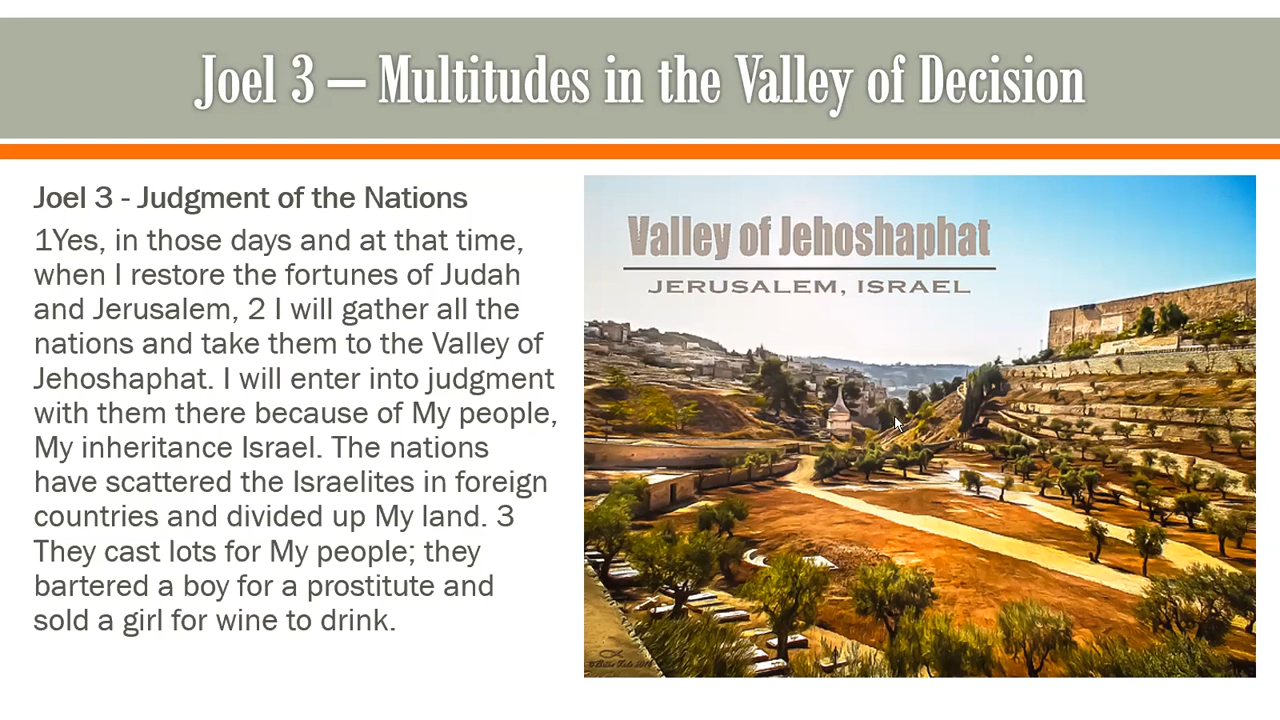 Joel 3 – Multitudes in the Valley of Decision
Joel 3 - Judgment of the Nations
1Yes, in those days and at that time,
when I restore the fortunes of Judah
and Jerusalem, 2 I will gather all the
nations and take them to the Valley of
Jehoshaphat. I will enter into judgment
with them there because of My people,
My inheritance Israel. The nations
have scattered the Israelites in foreign
countries and divided up My land. 3
They cast lots for My people; they
bartered a boy for a prostitute and
sold a girl for wine to drink.
Valley of Jehoshaphat
JERUSALEM, ISRAEL